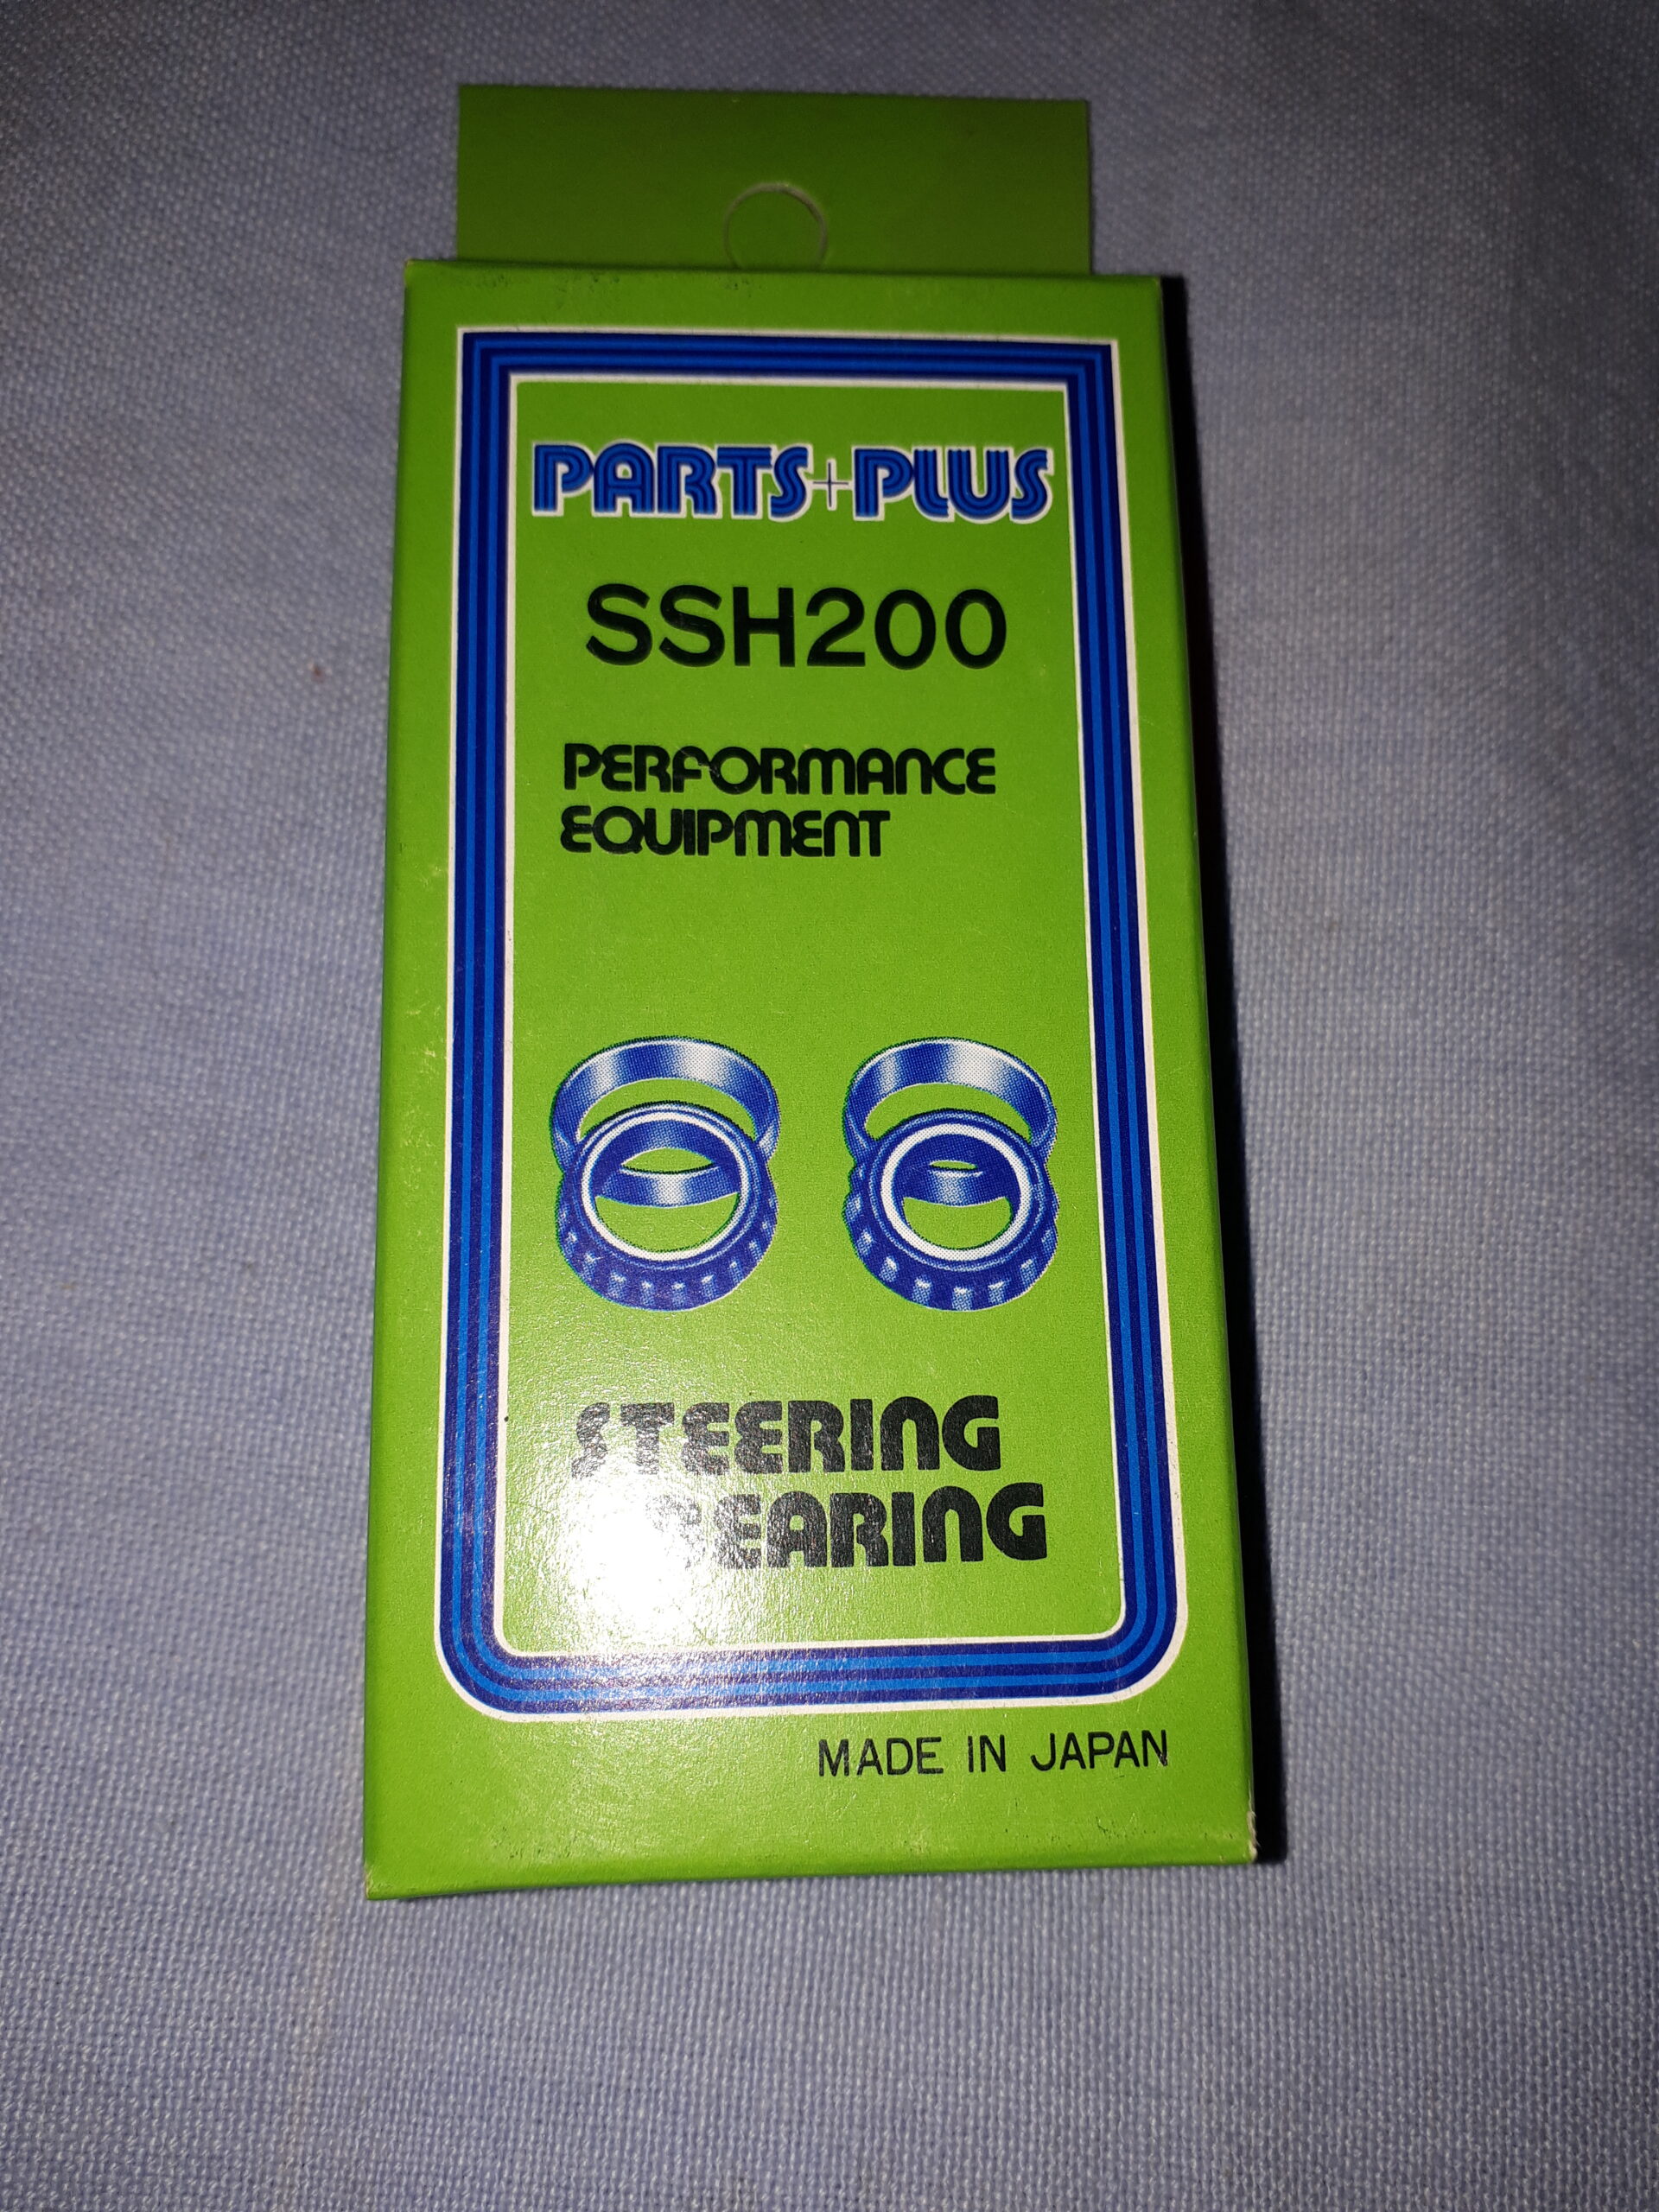 PARTS+PLUS
SSH200
PERFORMANCE
EQUIPMENT
STEERING
BEARING
MADE IN JAPAN